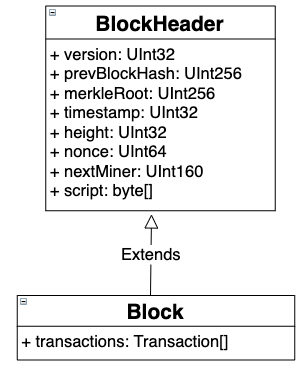 BlockHeader
+ version: UInt32
+ prevBlockHash: UInt256
+ merkleRoot: UInt256
+ timestamp: UInt32
+ height: UInt32
+ nonce: UInt64
+ nextMiner: UInt160
+ script: byte[]
Extends
Block
+ transactions: Transaction[]